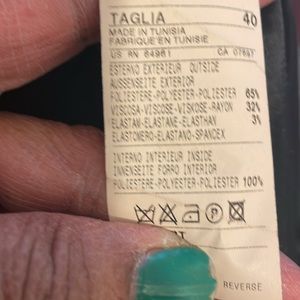 TAGLIA 40
MADE IN TUNISIA
FABRIQUE EN TUNISIE
US RN 64961 CA 07697
ESTERNO EXTERIEUR OUTSIDE
AUSSENSEITE EXTERIOR
POLIESTERE-POLYESTER-POLIESTER 65%
VISCOSA-VISCOSE-VISKOSE-RAYON 32%
ELASTAN-ELASTANE-ELASTHAN 3%
ELASTOMERO-ELASTANO-SPANDEX
INTERNO INTERIEUR INSIDE
INNENSEITE FORRO INTERIOR
POLIESTERE-POLYESTER-POLIESTER 100%
P
REVERSE